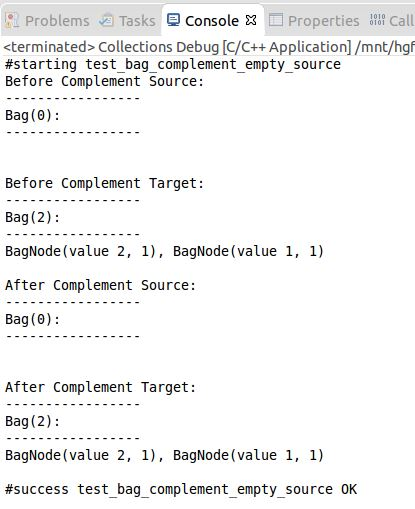 Problems Tasks Console Properties Call
<terminated> Collections Debug [C/C++ Application] /mnt/hgf
#starting test_bag_complement_empty_source
Before Complement Source:
-----------------
Bag(0):
-----------------
Before Complement Target:
-----------------
Bag(2):
-----------------
BagNode(value 2, 1), BagNode(value 1, 1)
After Complement Source:
-----------------
Bag(0):
-----------------
After Complement Target:
-----------------
Bag(2):
-----------------
BagNode(value 2, 1), BagNode(value 1, 1)
#success test_bag_complement_empty_source OK